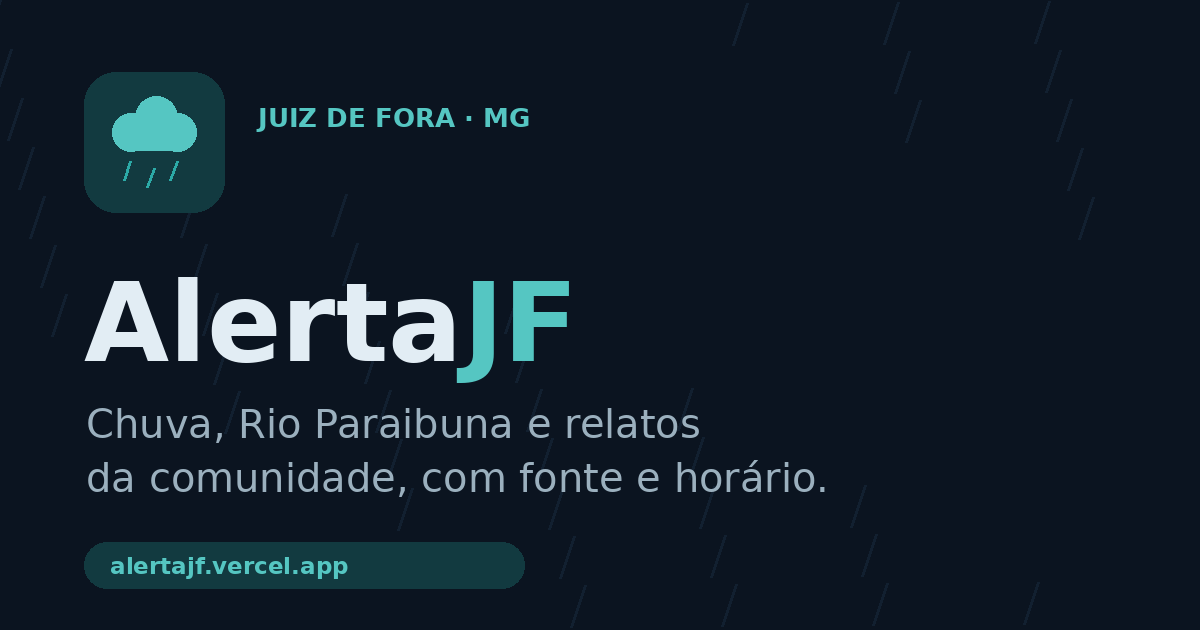 JUIZ DE FORA · MG
AlertaJF
Chuva, Rio Paraibuna e relatos
da comunidade, com fonte e horário.
alertajf.vercel.app